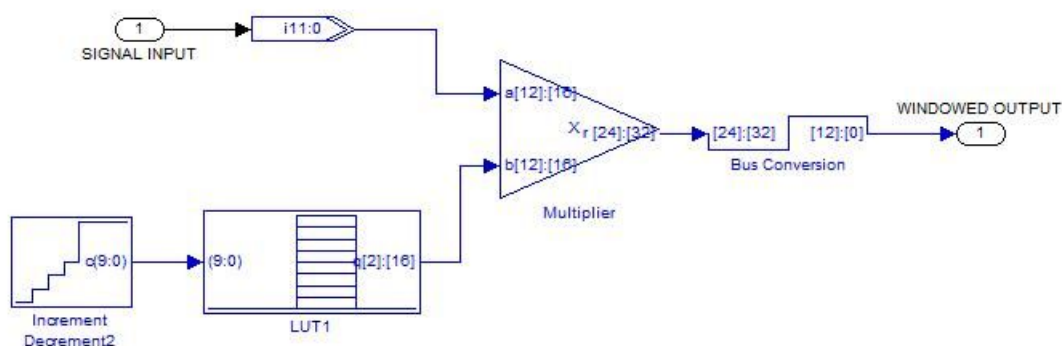 1
i11:0
SIGNAL INPUT
a[12]:[16]
X
r [24]:[32]
b[12]:[16]
Multiplier
[24]:[32]
[12]:[0]
Bus Conversion
WINDOWED OUTPUT
1
c(9:0)
Increment
Decrement2
(9:0)
q[2]:[16]
LUT1